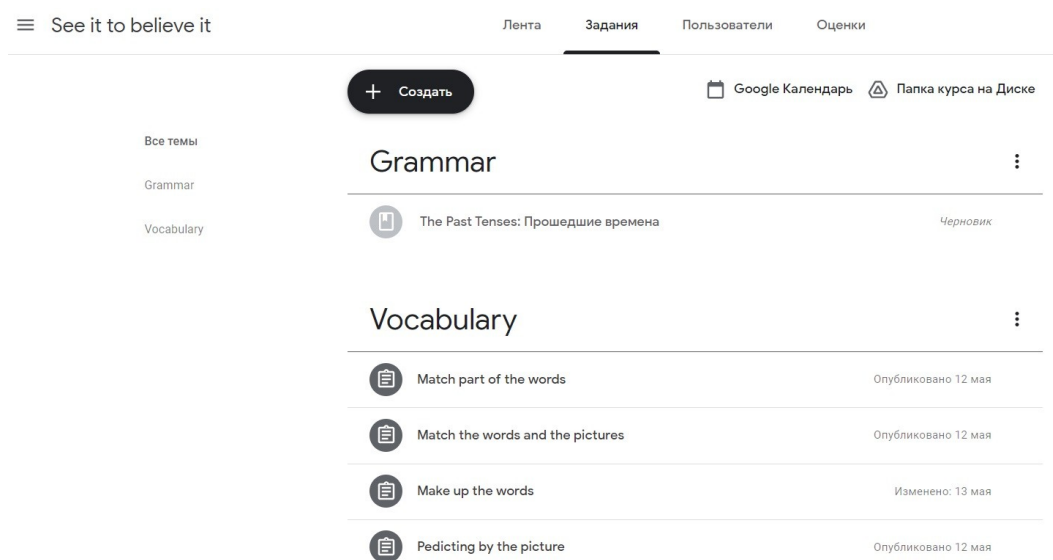 See it to believe it
Лента Задания Пользователи Оценки
Создать
Google Календарь Папка курса на Диске
Все темы
Grammar
Vocabulary
Grammar
The Past Tenses: Прошедшие времена Черновик
Vocabulary
Match part of the words Опубликовано 12 мая
Match the words and the pictures Опубликовано 12 мая
Make up the words Изменено: 13 мая
Pedicting by the picture Опубликовано 12 мая